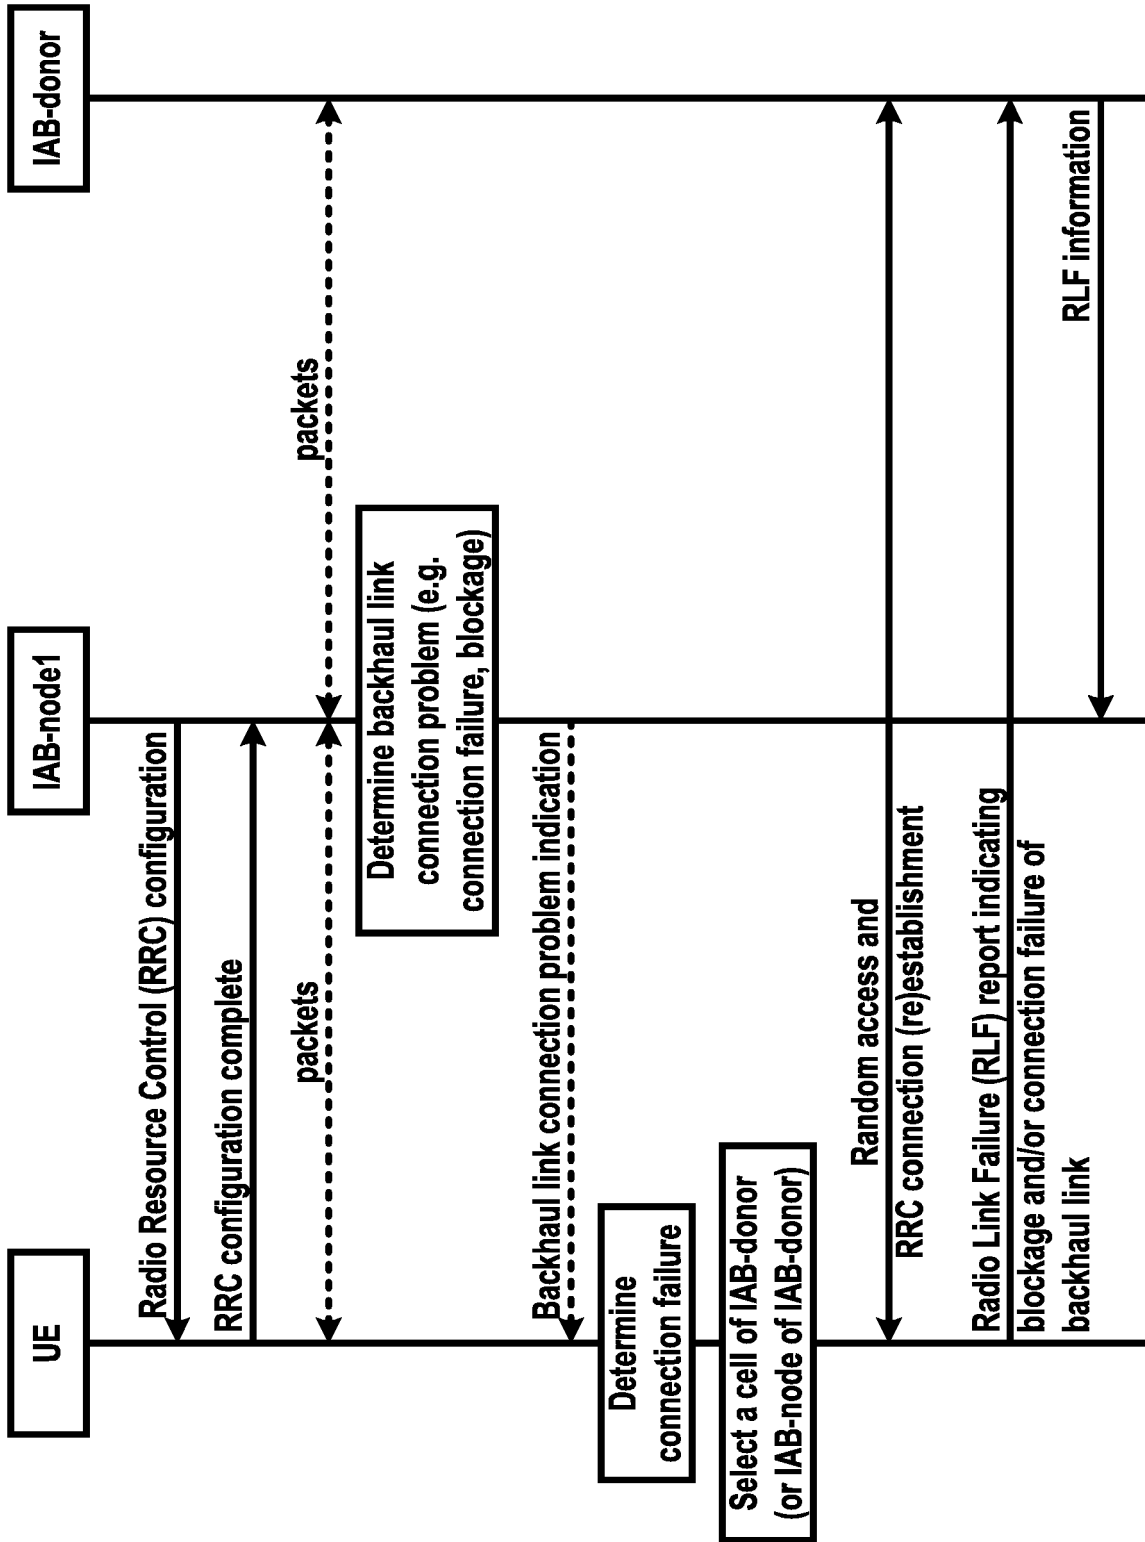 UE
IAB-node1
IAB-donor
Radio Resource Control (RRC) configuration
RRC configuration complete
packets
packets
Determine backhaul link
connection problem (e.g.
connection failure, blockage)
Backhaul link connection problem indication
Determine
connection failure
Select a cell of IAB-donor
(or IAB-node of IAB-donor)
Random access and
RRC connection (re)establishment
Radio Link Failure (RLF) report indicating
blockage and/or connection failure of
backhaul link
RLF information